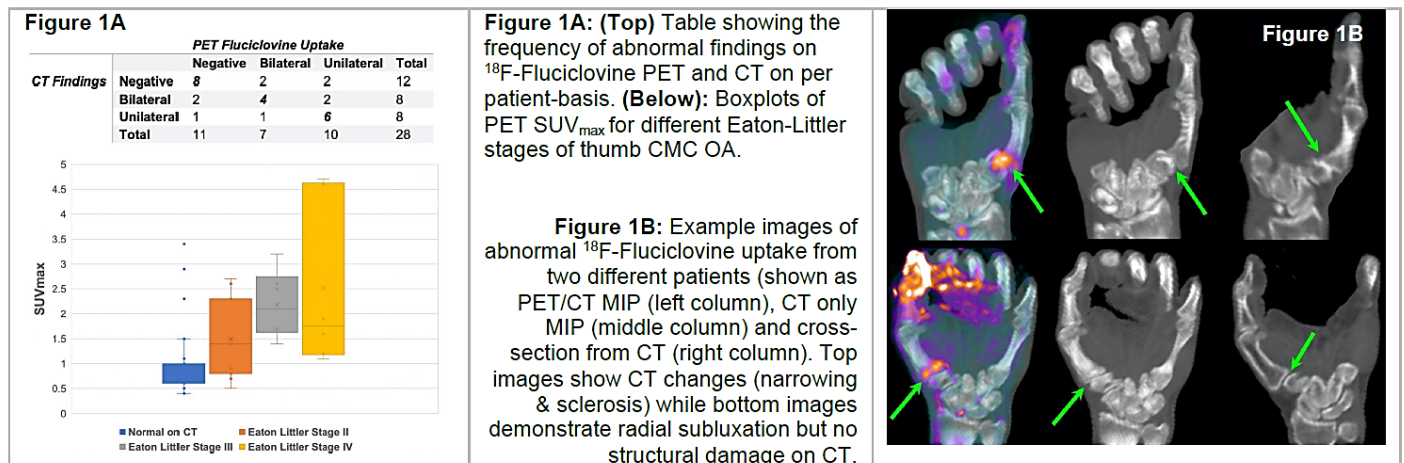 Figure 1A
PET Fluciclovine Uptake
Negative Bilateral Unilateral Total
CT Findings Negative 8 2 2 12
Bilateral 2 4 2 8
Unilateral 1 1 6 8
Total 11 7 10 28
5
4.5
4
3.5
3
2.5
2
1.5
1
0.5
0
SUVmax
Normal on CT Eaton Littler Stage II
Eaton Littler Stage III Eaton Littler Stage IV
Figure 1A: (Top) Table showing the
frequency of abnormal findings on
¹⁸F-Fluciclovine PET and CT on per
patient-basis. (Below): Boxplots of
PET SUVmax for different Eaton-Littler
stages of thumb CMC OA.
Figure 1B: Example images of
abnormal ¹⁸F-Fluciclovine uptake from
two different patients (shown as
PET/CT MIP (left column), CT only
MIP (middle column) and cross-
section from CT (right column). Top
images show CT changes (narrowing
& sclerosis) while bottom images
demonstrate radial subluxation but no
structural damage on CT.
Figure 1B